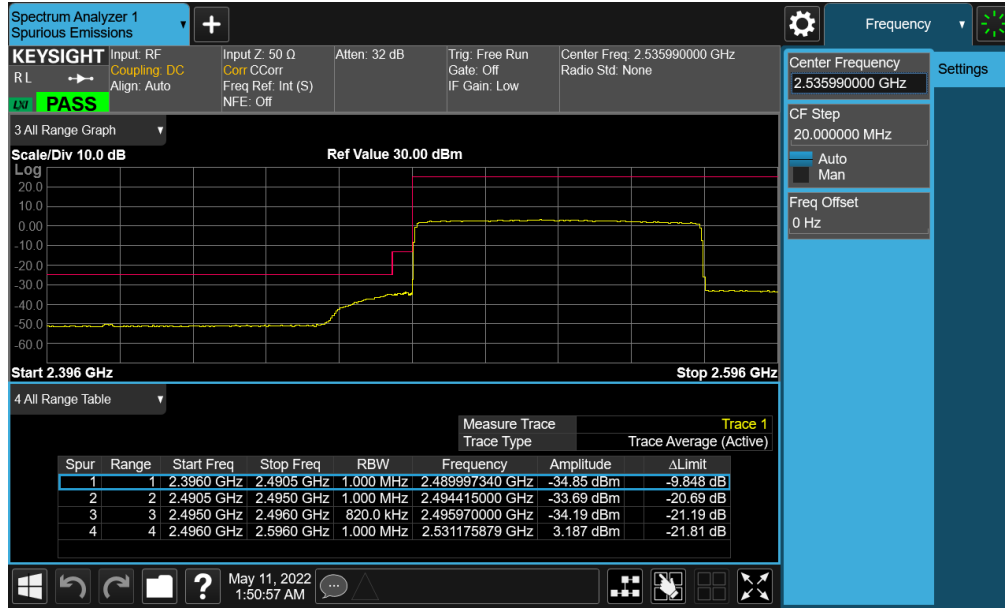 Spectrum Analyzer 1
Spurious Emissions
+
Frequency
KEYSIGHT
RL
LXI
PASS
Input: RF
Coupling: DC
Align: Auto
Input Z: 50 Ω
Corr CCorr
Freq Ref: Int (S)
NFE: Off
Atten: 32 dB
Trig: Free Run
Gate: Off
IF Gain: Low
Center Freq: 2.535990000 GHz
Radio Std: None
Center Frequency
2.535990000 GHz
Settings
CF Step
20.000000 MHz
Auto
Man
Freq Offset
0 Hz
3 All Range Graph
Scale/Div 10.0 dB Ref Value 30.00 dBm
Log
20.0
10.0
0.00
-10.0
-20.0
-30.0
-40.0
-50.0
-60.0
Start 2.396 GHz Stop 2.596 GHz
4 All Range Table
Measure Trace Trace 1
Trace Type Trace Average (Active)
Spur Range Start Freq Stop Freq RBW Frequency Amplitude ΔLimit
1 1 2.3960 GHz 2.4905 GHz 1.000 MHz 2.489997340 GHz -34.85 dBm -9.848 dB
2 2 2.4905 GHz 2.4950 GHz 1.000 MHz 2.494415000 GHz -33.69 dBm -20.69 dB
3 3 2.4950 GHz 2.4960 GHz 820.0 kHz 2.495970000 GHz -34.19 dBm -21.19 dB
4 4 2.4960 GHz 2.5960 GHz 1.000 MHz 2.531175879 GHz 3.187 dBm -21.81 dB
?
May 11, 2022
1:50:57 AM